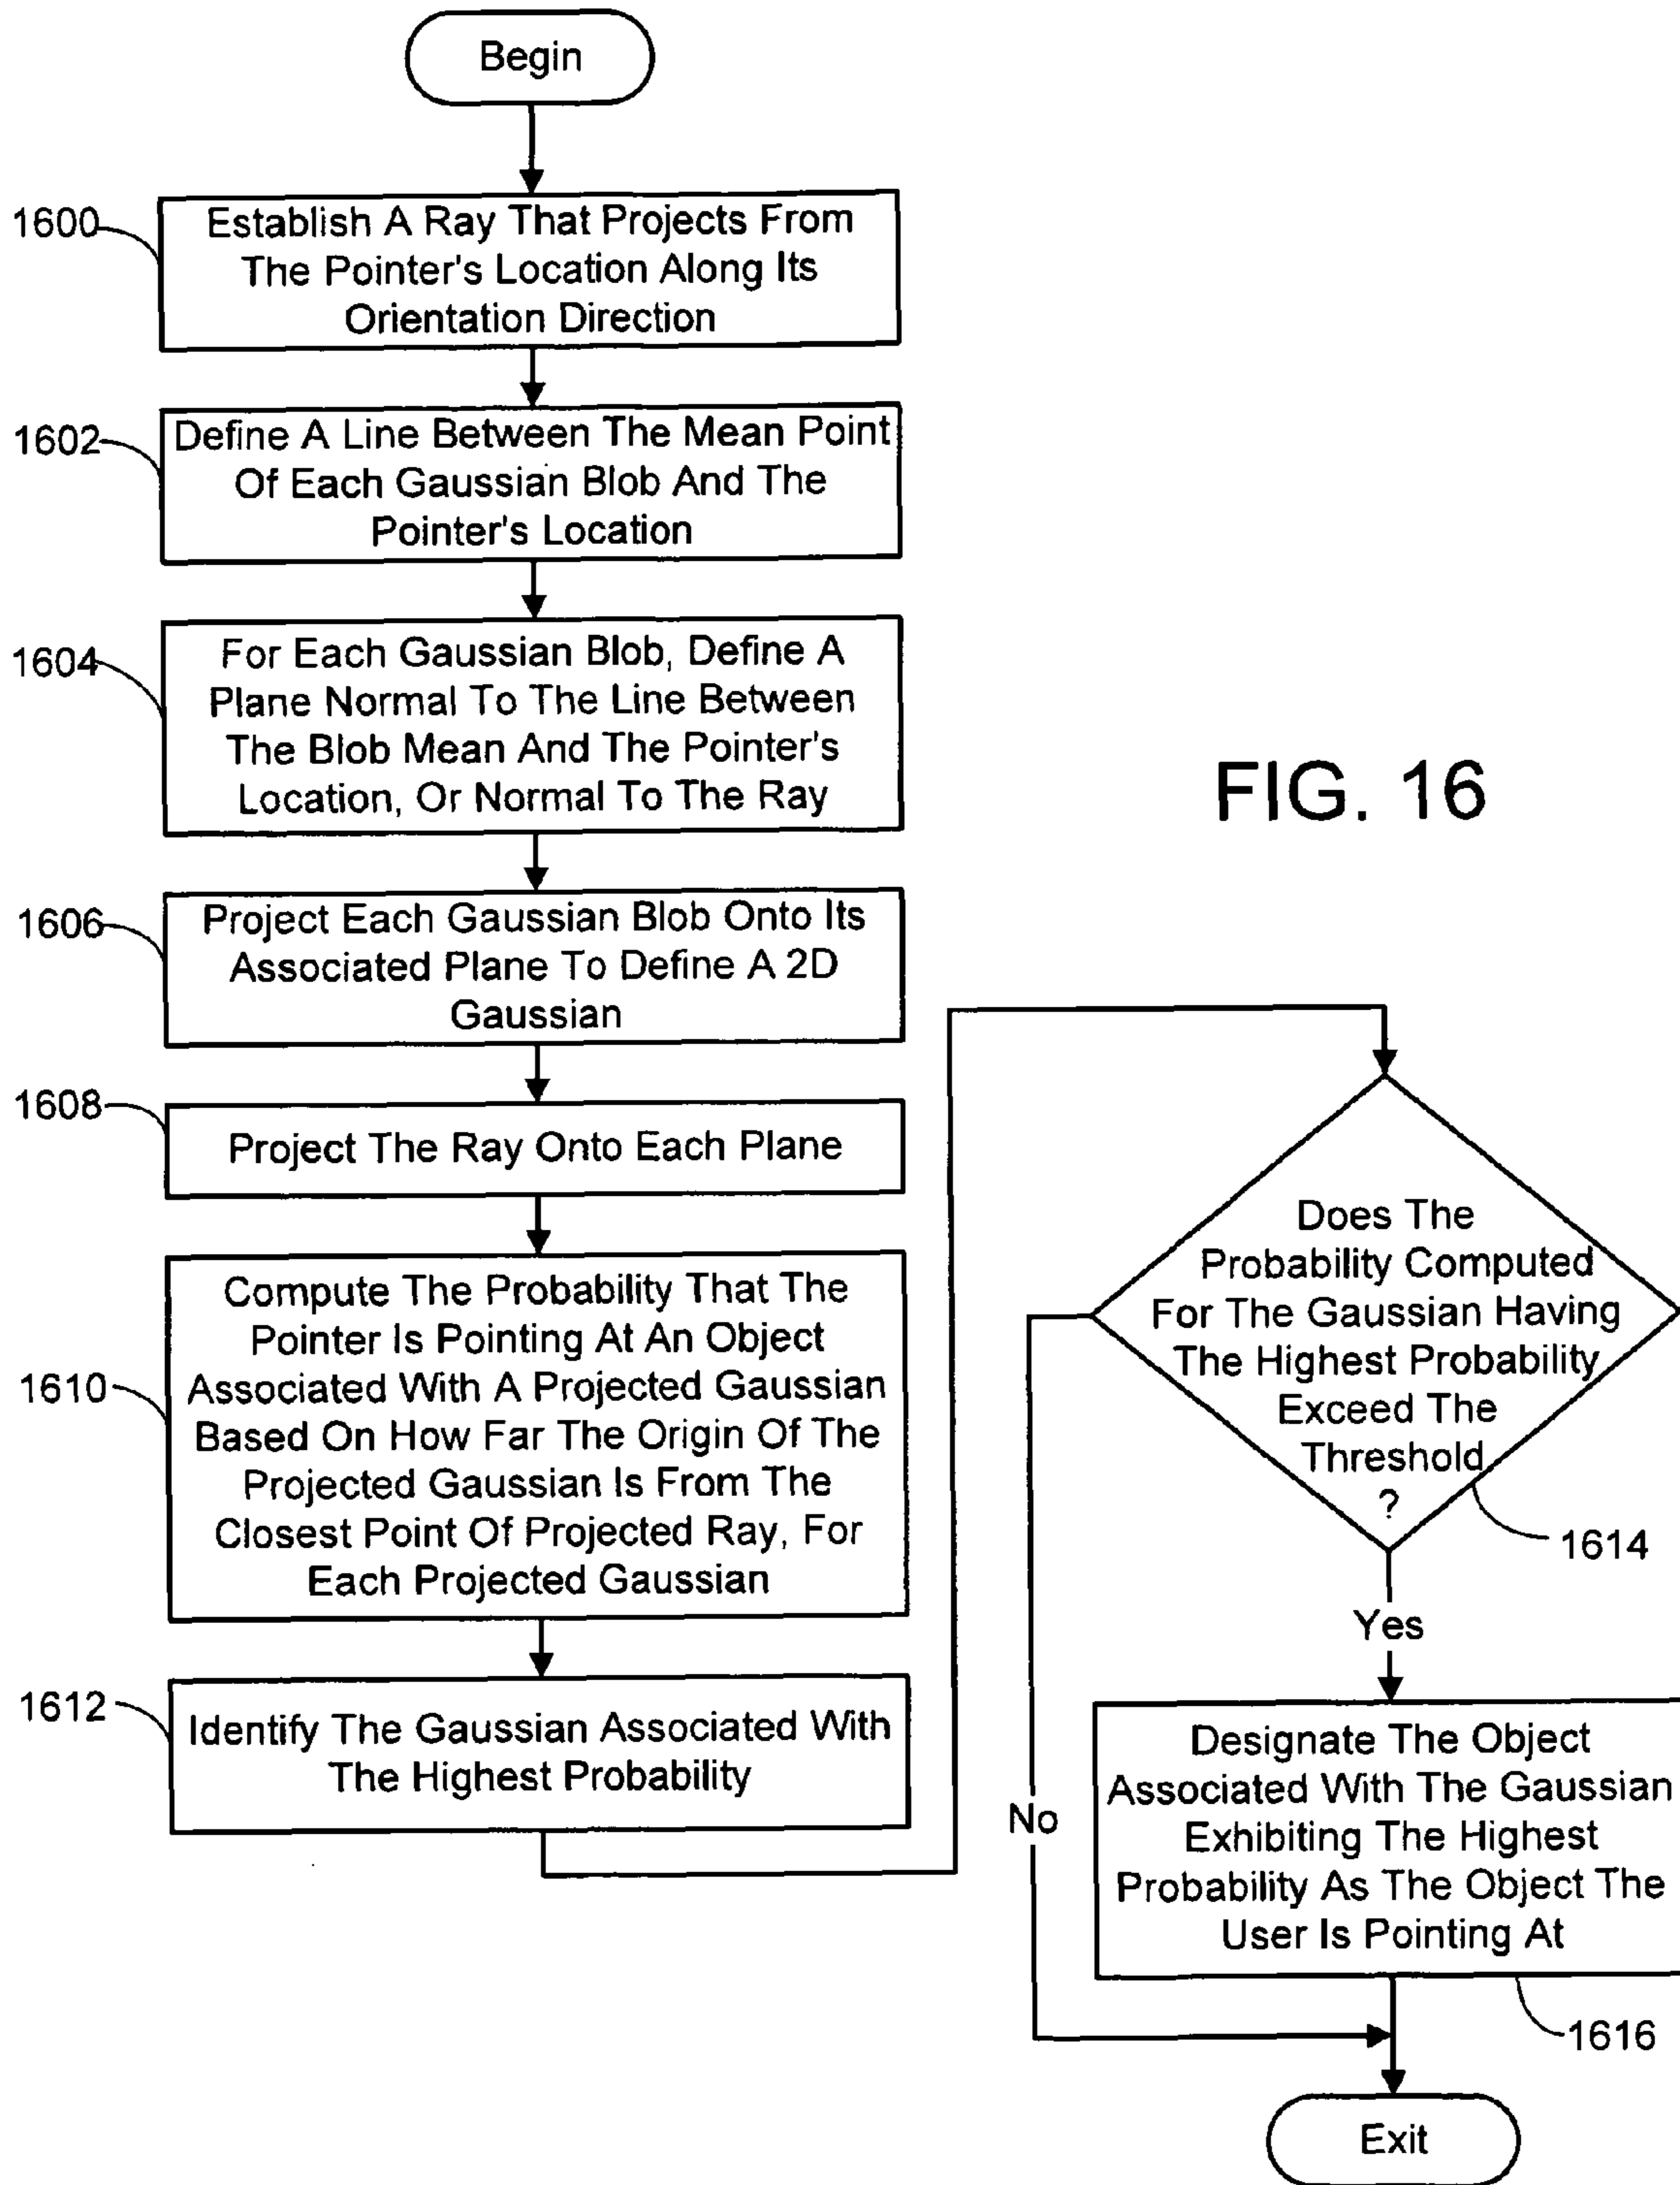 Begin
1600
Establish A Ray That Projects From
The Pointer's Location Along Its
Orientation Direction
1602
Define A Line Between The Mean Point
Of Each Gaussian Blob And The
Pointer's Location
1604
For Each Gaussian Blob, Define A
Plane Normal To The Line Between
The Blob Mean And The Pointer's
Location, Or Normal To The Ray
1606
Project Each Gaussian Blob Onto Its
Associated Plane To Define A 2D
Gaussian
1608
Project The Ray Onto Each Plane
1610
Compute The Probability That The
Pointer Is Pointing At An Object
Associated With A Projected Gaussian
Based On How Far The Origin Of The
Projected Gaussian Is From The
Closest Point Of Projected Ray, For
Each Projected Gaussian
1612
Identify The Gaussian Associated With
The Highest Probability
FIG. 16
Does The
Probability Computed
For The Gaussian Having
The Highest Probability
Exceed The
Threshold
?
1614
Yes
No
Designate The Object
Associated With The Gaussian
Exhibiting The Highest
Probability As The Object The
User Is Pointing At
1616
Exit